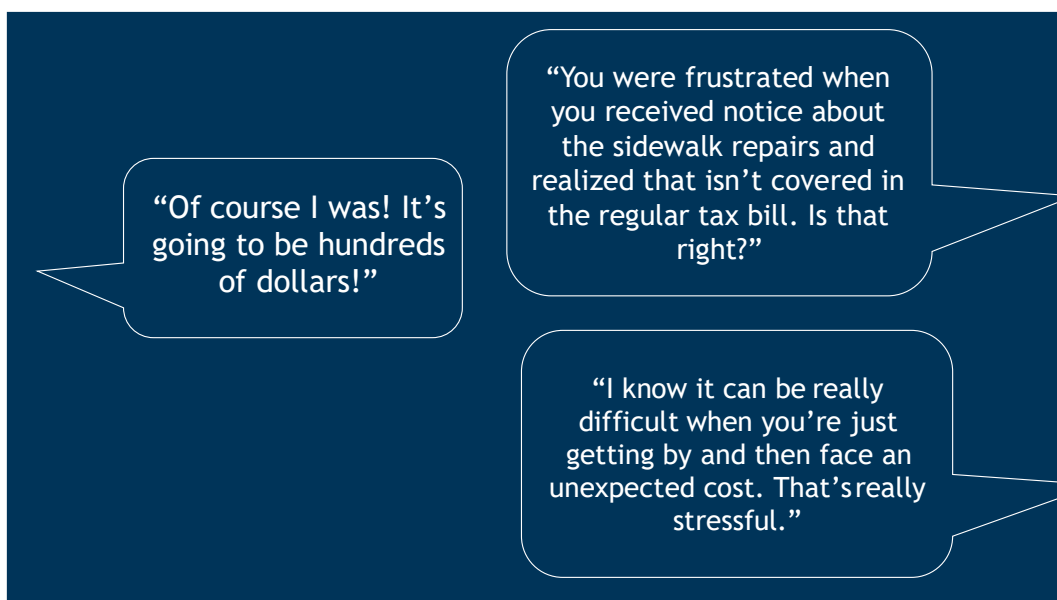 “You were frustrated when
you received notice about
the sidewalk repairs and
realized that isn’t covered in
the regular tax bill. Is that
right?”
“Of course I was! It’s
going to be hundreds
of dollars!”
“I know it can be really
difficult when you’re just
getting by and then face an
unexpected cost. That’s really
stressful.”